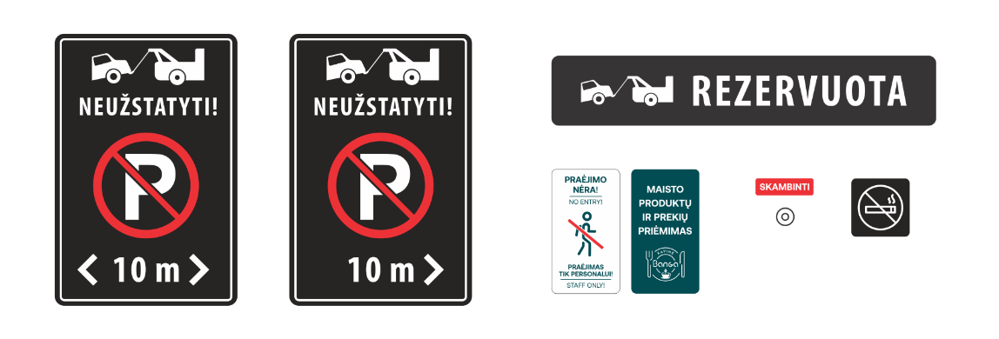 NEUŽSTATYTI!
P
< 10 m >
NEUŽSTATYTI!
P
10 m >
REZERVUOTA
PRAĖJIMO
NĖRA!
NO ENTRY!
PRAĖJIMAS
TIK PERSONALUI!
STAFF ONLY!
MAISTO
PRODUKTŲ
IR PREKIŲ
PRIĖMIMAS
KAVINĖ
Banga
SKAMBINTI